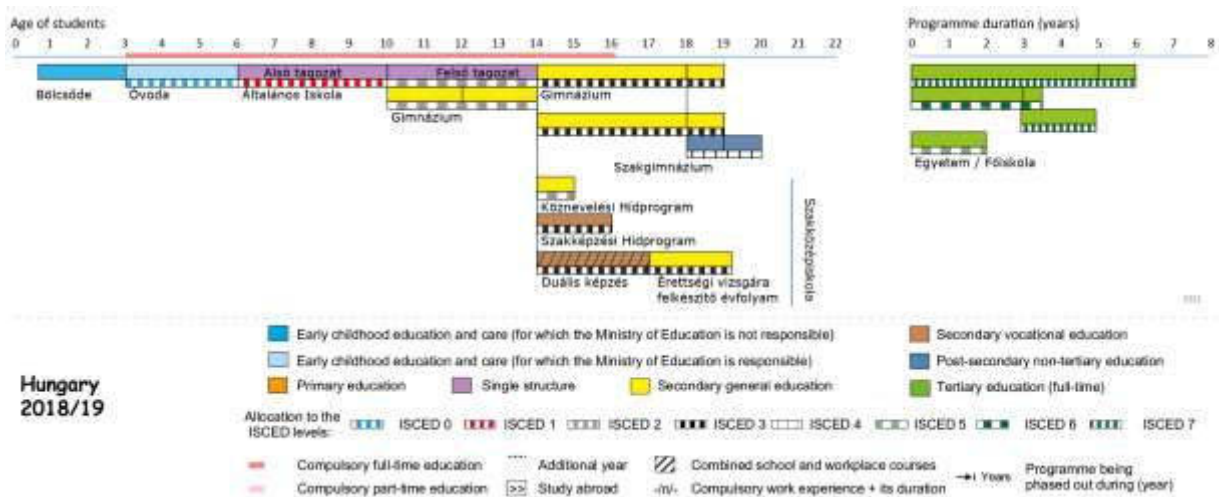 Age of students
Programme duration (years)
0 1 2 3 4 5 6 7 8 9 10 11 12 13 14 15 16 17 18 19 20 21 22
0 1 2 3 4 5 6 7 8
Alsó tagozat
Felső tagozat
Bölcsőde
Óvoda
Általános Iskola
Gimnázium
Gimnázium
Szakgimnázium
Egyetem / Főiskola
Köznevelési Hídprogram
Szakképzési Hídprogram
Duális képzés
Érettségi vizsgára
felkészítő évfolyam
Szakközépiskola
Hungary
2018/19
Early childhood education and care (for which the Ministry of Education is not responsible)
Early childhood education and care (for which the Ministry of Education is responsible)
Primary education
Single structure
Secondary general education
Secondary vocational education
Post-secondary non-tertiary education
Tertiary education (full-time)
Allocation to the
ISCED levels:
ISCED 0
ISCED 1
ISCED 2
ISCED 3
ISCED 4
ISCED 5
ISCED 6
ISCED 7
Compulsory full-time education
Additional year
Combined school and workplace courses
Years
Programme being
phased out during (year)
Compulsory part-time education
>> Study abroad
-/n/- Compulsory work experience + its duration